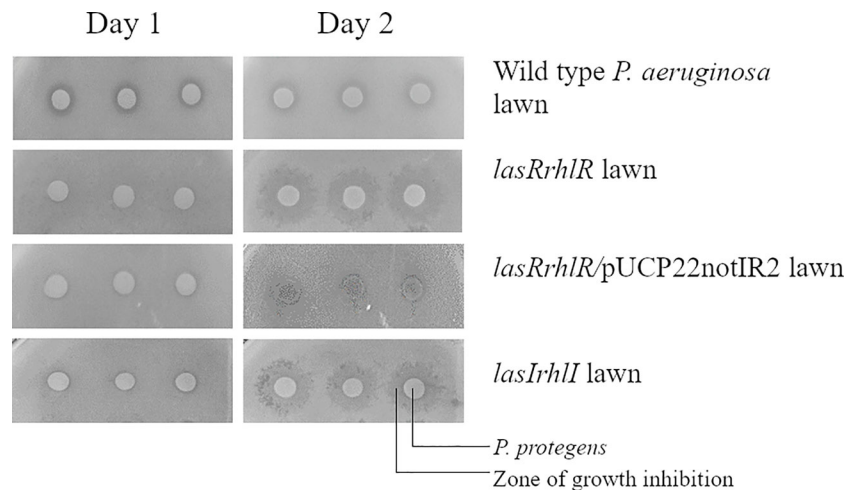 Day 1
Day 2
Wild type P. aeruginosa
lawn
lasRrhlR lawn
lasRrhlR/pUCP22notIR2 lawn
lasIrhlI lawn
P. protegens
Zone of growth inhibition